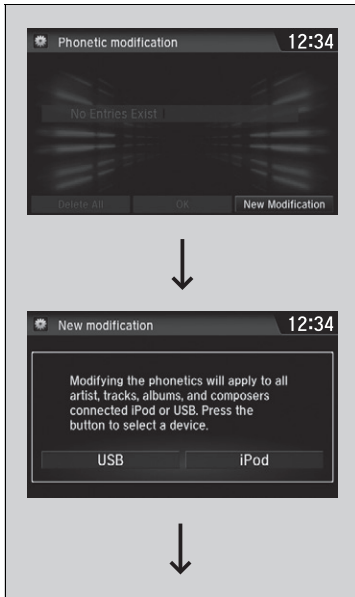 Phonetic modification 12:34
No Entries Exist
Delete All OK New Modification
New modification 12:34
Modifying the phonetics will apply to all
artist, tracks, albums, and composers
connected iPod or USB. Press the
button to select a device.
USB iPod